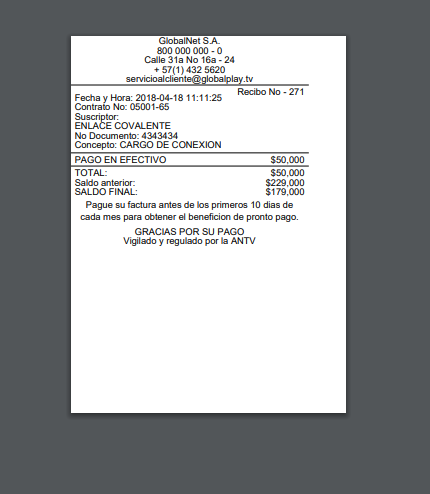 GlobalNet S.A.
800 000 000 - 0
Calle 31a No 16a - 24
+ 57(1) 432 5620
servicioalcliente@globalplay.tv
Recibo No - 271
Fecha y Hora: 2018-04-18 11:11:25
Contrato No: 05001-65
Suscriptor:
ENLACE COVALENTE
No Documento: 4343434
Concepto: CARGO DE CONEXION
PAGO EN EFECTIVO $50,000
TOTAL: $50,000
Saldo anterior: $229,000
SALDO FINAL: $179,000
Pague su factura antes de los primeros 10 dias de
cada mes para obtener el beneficion de pronto pago.
GRACIAS POR SU PAGO
Vigilado y regulado por la ANTV